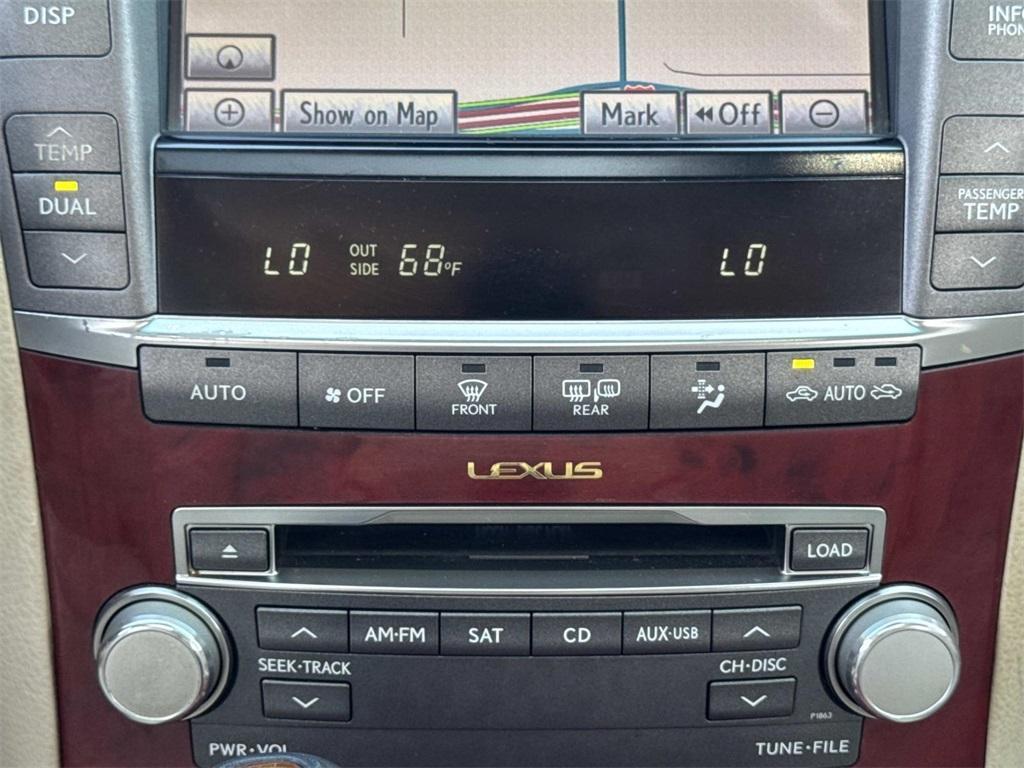 DISP
INFO
PHONE
Show on Map
Mark
Off
TEMP
DUAL
PASSENGER
TEMP
LO
OUT
SIDE
68°F
LO
AUTO
OFF
FRONT
REAR
AUTO
LEXUS
LOAD
AM•FM
SAT
CD
AUX•USB
SEEK•TRACK
CH•DISC
P1863
PWR•VOL
TUNE•FILE